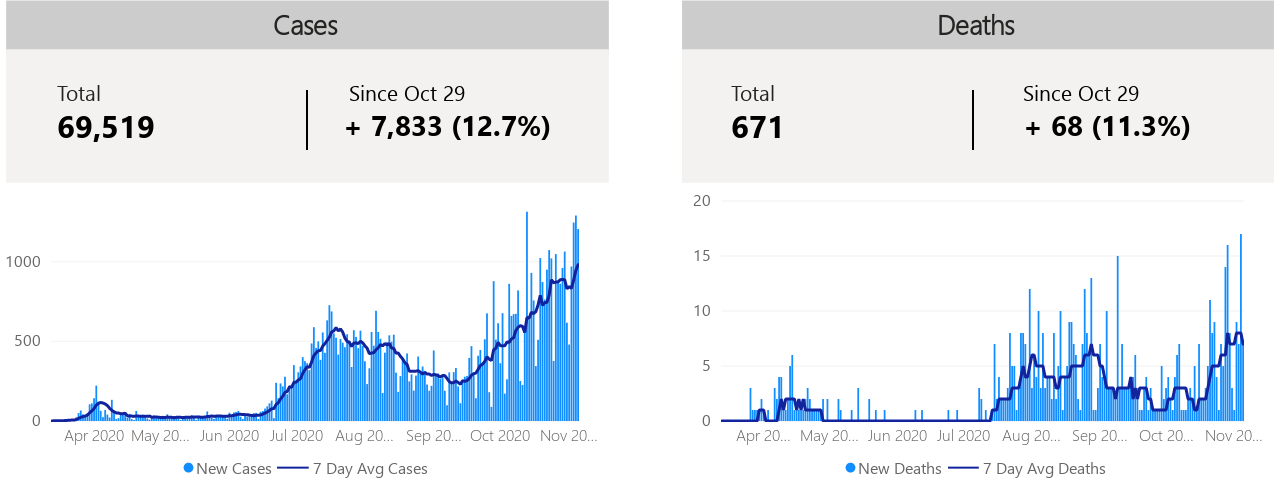 Cases
Total
69,519
Since Oct 29
+ 7,833 (12.7%)
1000
500
0
Apr 2020 May 20... Jun 2020 Jul 2020 Aug 20... Sep 20... Oct 2020 Nov 20...
New Cases 7 Day Avg Cases
Deaths
Total
671
Since Oct 29
+ 68 (11.3%)
20
15
10
5
0
Apr 20... May 20... Jun 2020 Jul 2020 Aug 20... Sep 20... Oct 20... Nov 20...
New Deaths 7 Day Avg Deaths